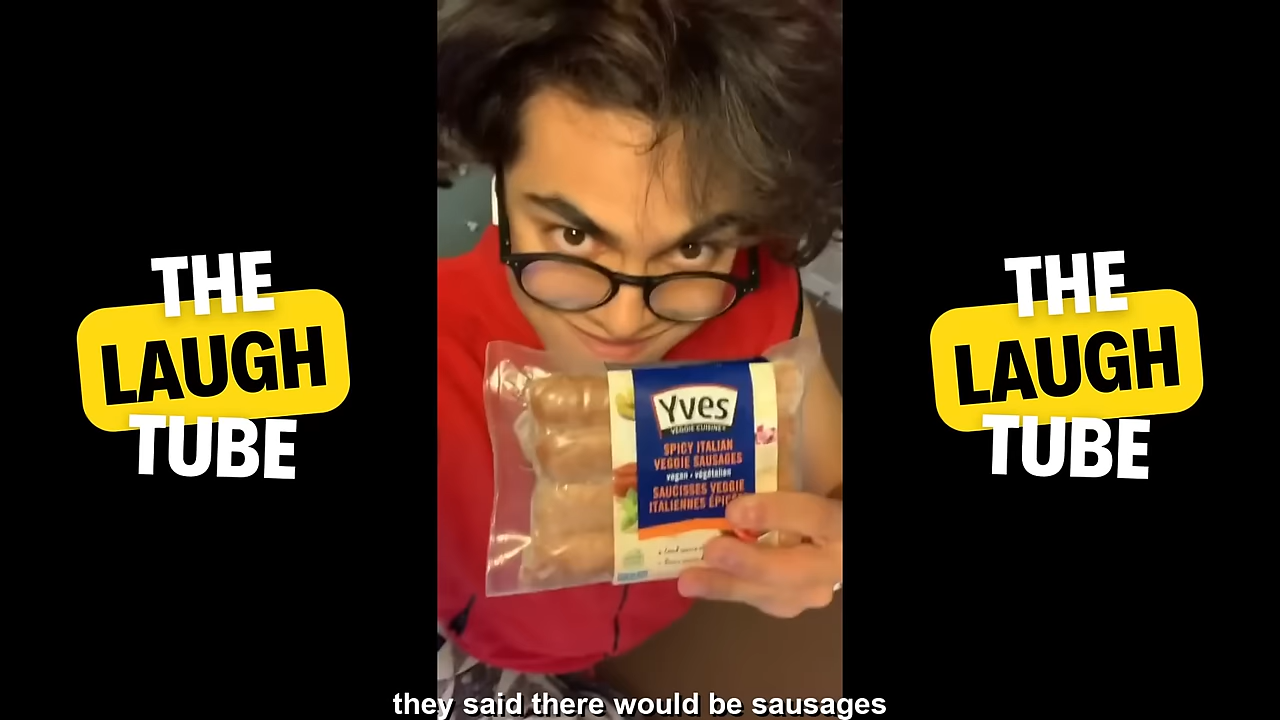 THE
LAUGH
TUBE
Yves
VEGGIE CUISINE
SPICY ITALIAN
VEGGIE SAUSAGES
vegan • végétalien
SAUCISSES VEGGIE
ITALIENNES
THE
LAUGH
TUBE
they said there would be sausages